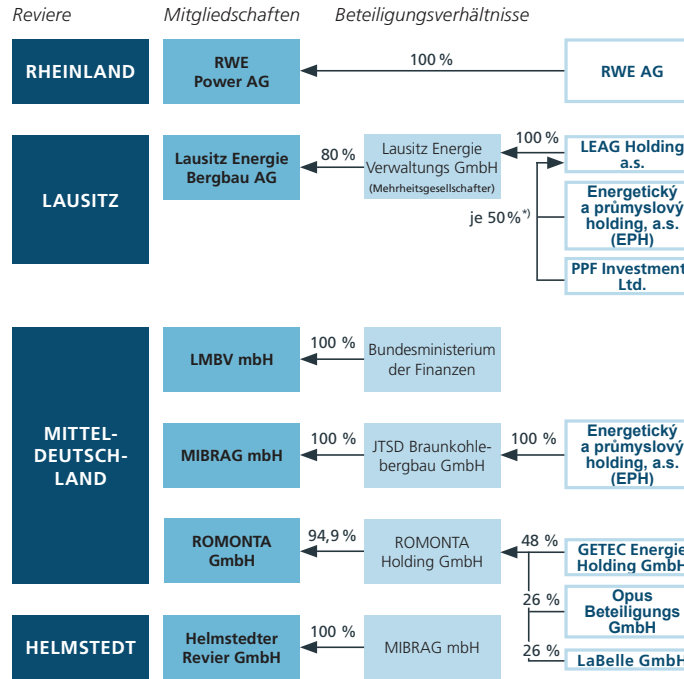 Reviere Mitgliedschaften Beteiligungsverhältnisse
RHEINLAND
RWE
Power AG
100 %
RWE AG
LAUSITZ
Lausitz Energie
Bergbau AG
80 %
Lausitz Energie
Verwaltungs GmbH
(Mehrheitsgesellschafter)
100 %
LEAG Holding
a.s.
je 50 %*)
Energetický
a průmyslový
holding, a.s.
(EPH)
PPF Investment
Ltd.
MITTEL-
DEUTSCH-
LAND
LMBV mbH
100 %
Bundesministerium
der Finanzen
MIBRAG mbH
100 %
JTSD Braunkohle-
bergbau GmbH
100 %
Energetický
a průmyslový
holding, a.s.
(EPH)
ROMONTA
GmbH
94,9 %
ROMONTA
Holding GmbH
48 %
GETEC Energie
Holding GmbH
26 %
Opus
Beteiligungs
GmbH
26 %
LaBelle GmbH
HELMSTEDT
Helmstedter
Revier GmbH
100 %
MIBRAG mbH